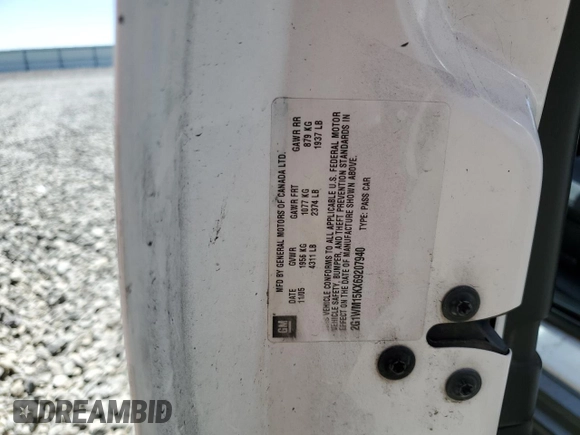 GM
MFD BY GENERAL MOTORS OF CANADA LTD.
DATE GVWR GAWR FRT GAWR RR
11/05 1956 KG 1077 KG 879 KG
4311 LB 2374 LB 1937 LB
VEHICLE CONFORMS TO ALL APPLICABLE U.S. FEDERAL MOTOR
VEHICLE SAFETY, BUMPER, AND THEFT PREVENTION STANDARDS IN
EFFECT ON THE DATE OF MANUFACTURE SHOWN ABOVE.
2G1WM15KX69207940 TYPE: PASS CAR
DREAMBID